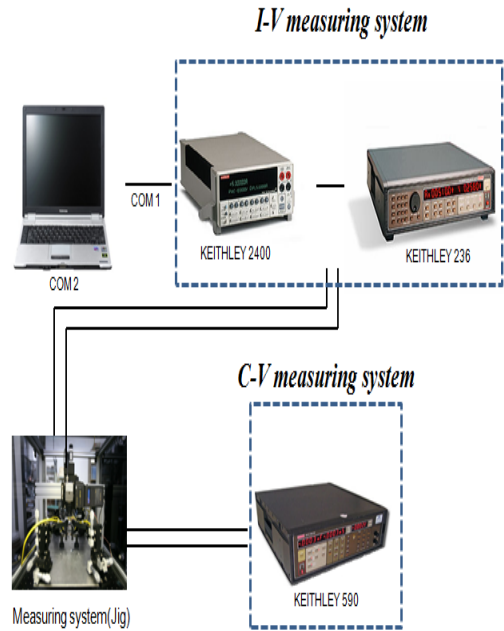 I-V measuring system
COM 1
KEITHLEY 2400
KEITHLEY 236
COM 2
C-V measuring system
KEITHLEY 590
Measuring system(Jig)